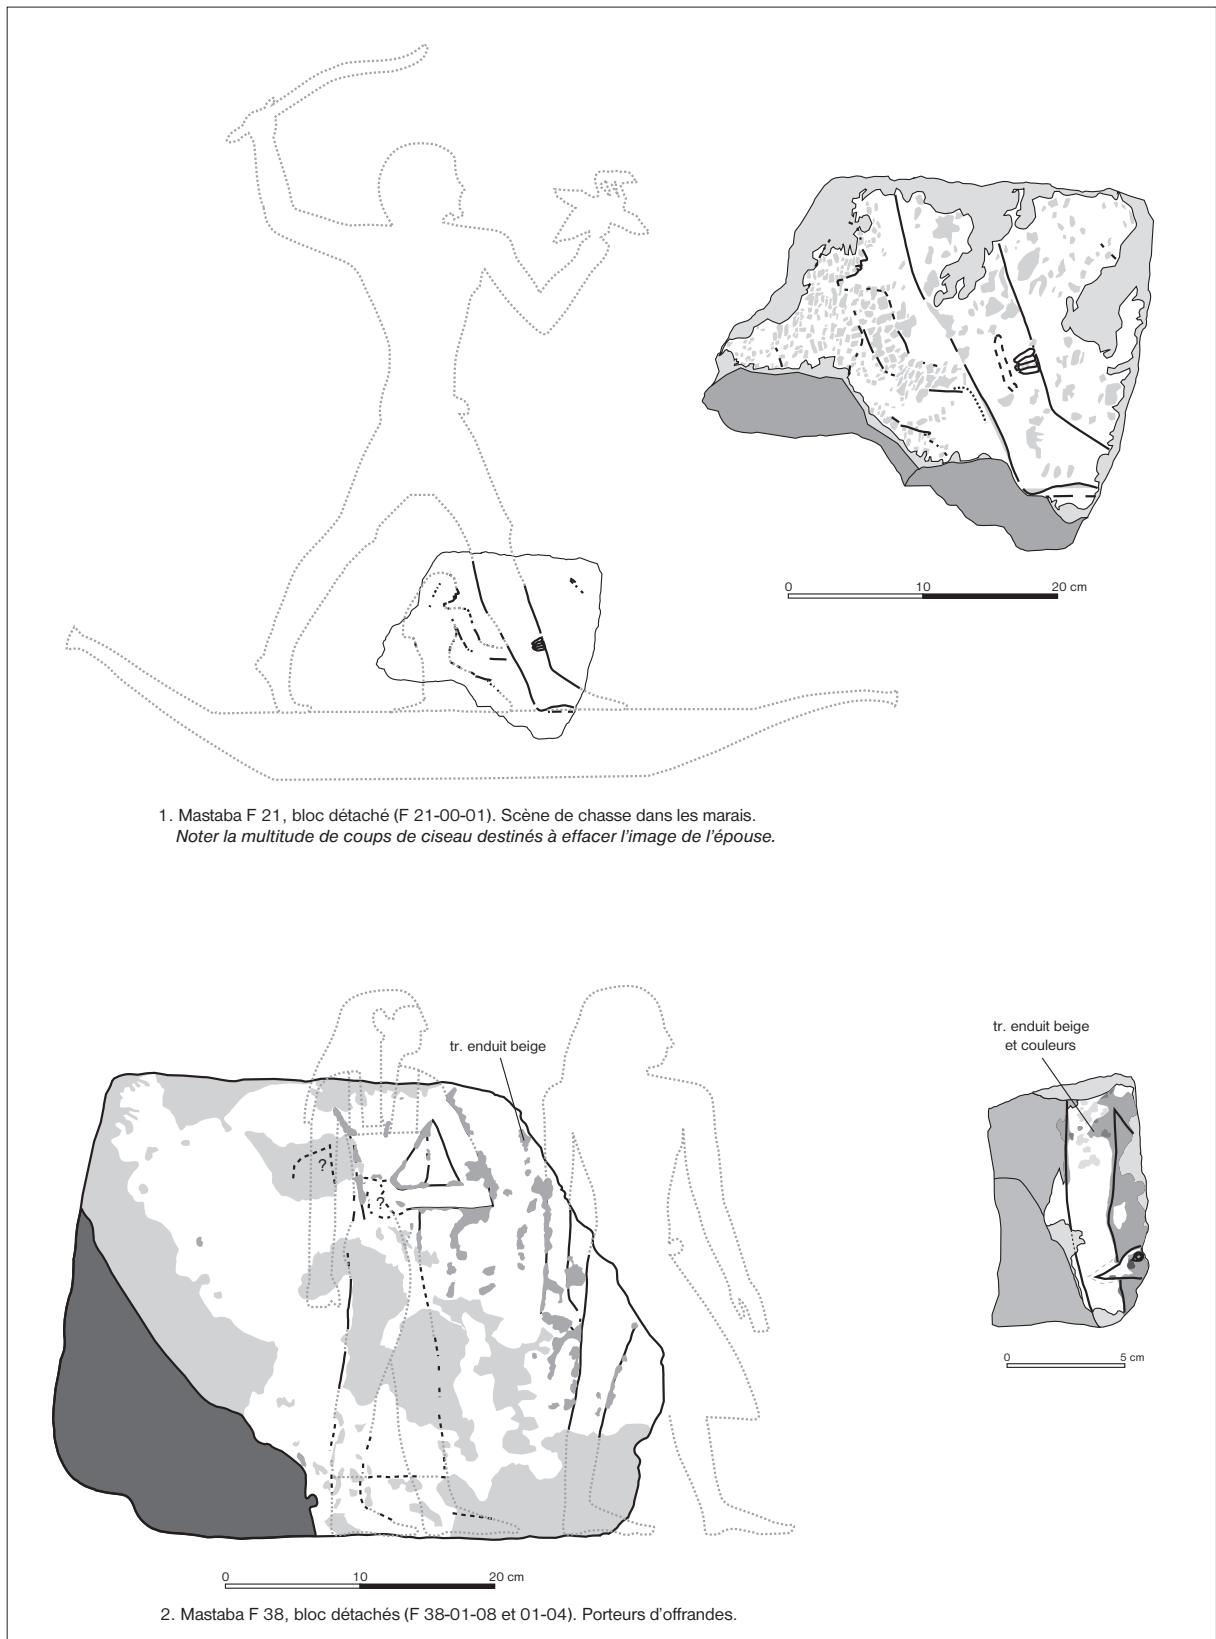 0 10 20 cm
1. Mastaba F 21, bloc détaché (F 21-00-01). Scène de chasse dans les marais.
Noter la multitude de coups de ciseau destinés à effacer l’image de l’épouse.
tr. enduit beige
?
?
tr. enduit beige
et couleurs
0 5 cm
0 10 20 cm
2. Mastaba F 38, bloc détachés (F 38-01-08 et 01-04). Porteurs d’offrandes.